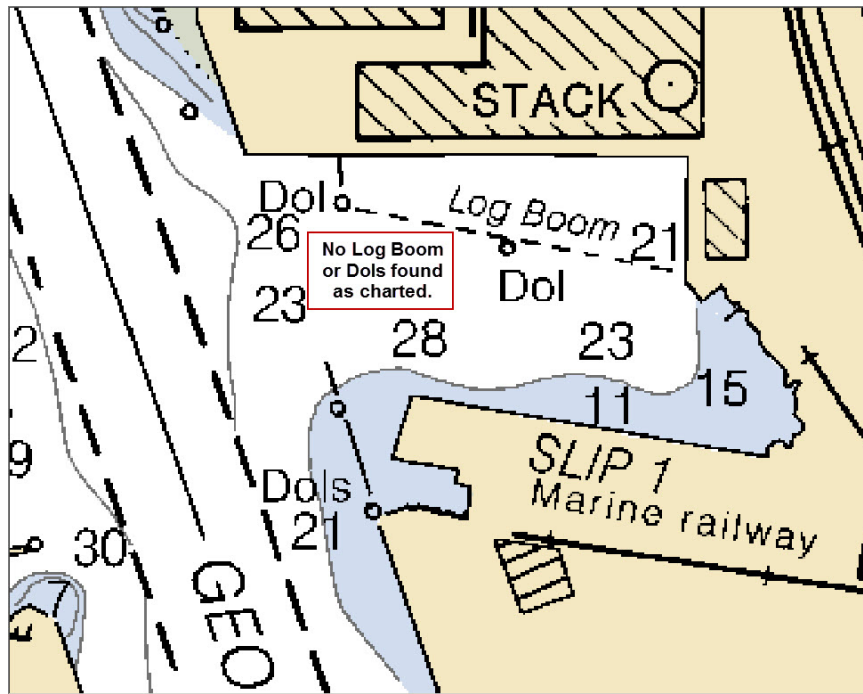 STACK
Dol
Log Boom
26
21
No Log Boom
or Dols found
as charted.
Dol
23
2
28
23
15
11
9
SLIP 1
Dols
Marine railway
21
30
GEO
7
E